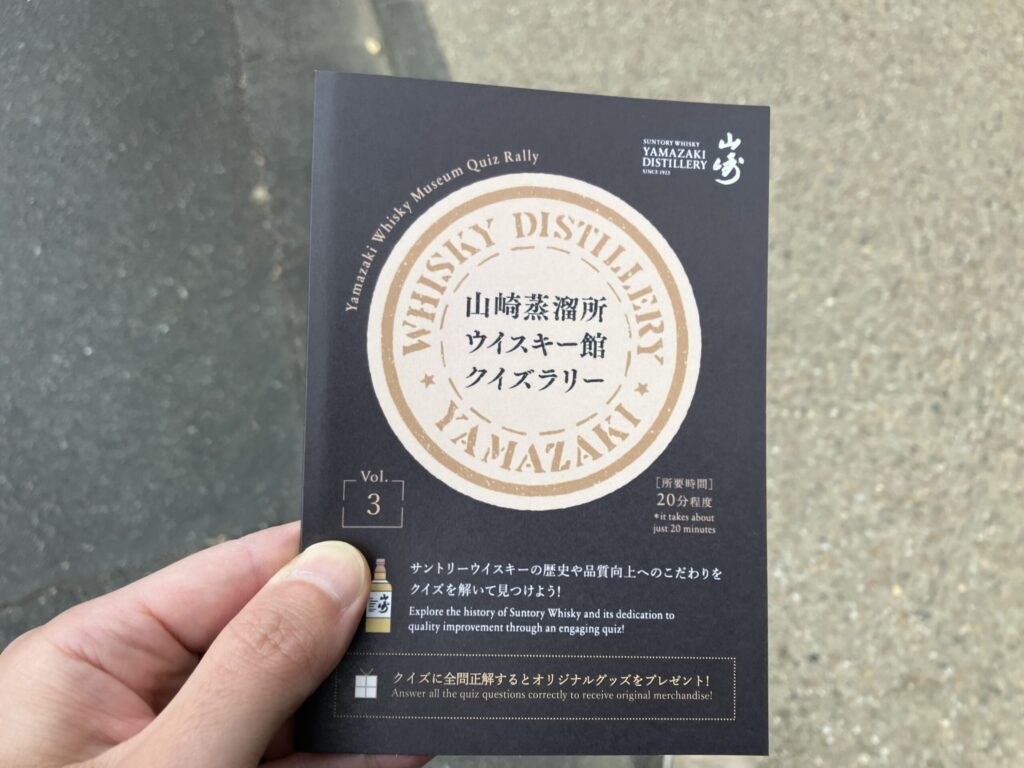 SUNTORY WHISKY
YAMAZAKI
DISTILLERY
SINCE 1923
山崎
Yamazaki Whisky Museum Quiz Rally
WHISKY DISTILLERY
山崎蒸溜所
ウイスキー館
クイズラリー
★ YAMAZAKI ★
Vol.
3
[所要時間]
20分程度
*it takes about
just 20 minutes
サントリーウイスキーの歴史や品質向上へのこだわりを
クイズを解いて見つけよう!
Explore the history of Suntory Whisky and its dedication to
quality improvement through an engaging quiz!
山崎
クイズに全問正解するとオリジナルグッズをプレゼント!
Answer all the quiz questions correctly to receive original merchandise!